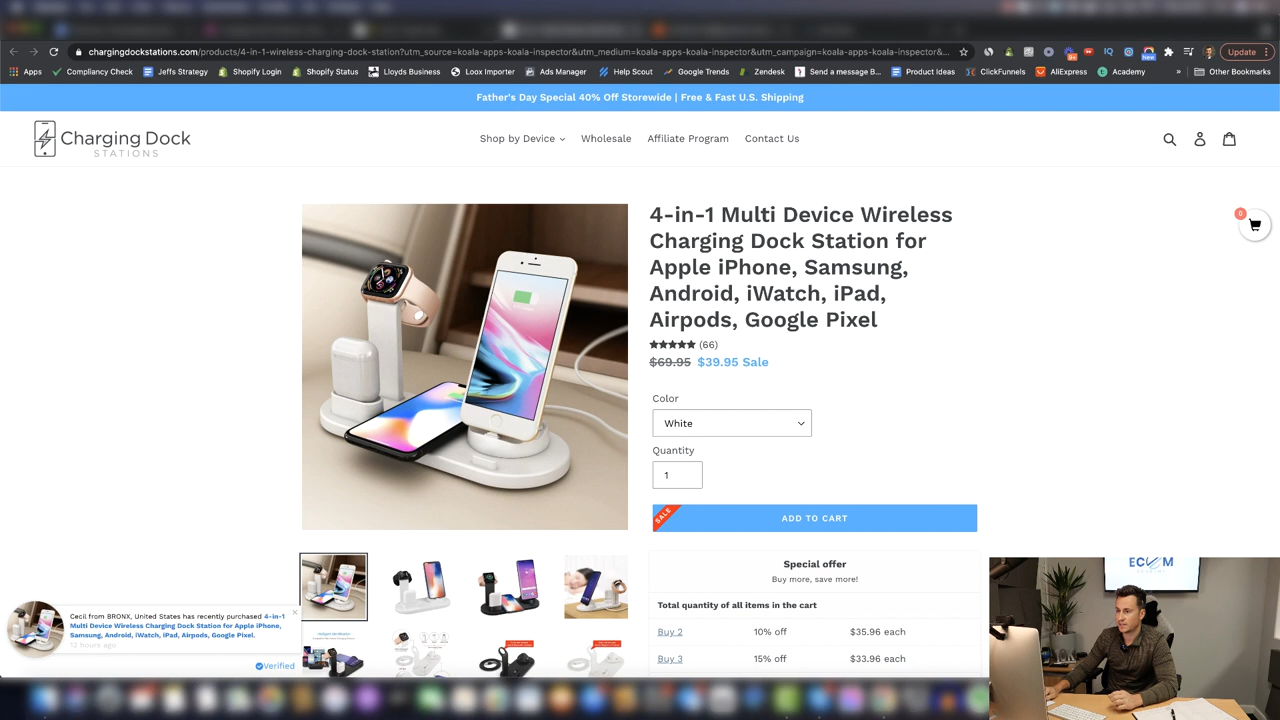 chargingdockstations.com/products/4-in-1-wireless-charging-dock-station?utm_source=koala-apps-koala-inspector&utm_medium=koala-apps-koala-inspector&utm_campaign=koala-apps-koala-inspector&...
Update
Apps
Compliancy Check
Jeffs Strategy
Shopify Login
Shopify Status
Lloyds Business
Loox Importer
Ads Manager
Help Scout
Google Trends
Zendesk
Send a message B...
Product Ideas
ClickFunnels
AliExpress
Academy
»
Other Bookmarks
Father's Day Special 40% Off Storewide | Free & Fast U.S. Shipping
Charging Dock
STATIONS
Shop by Device
Wholesale
Affiliate Program
Contact Us
0
4-in-1 Multi Device Wireless
Charging Dock Station for
Apple iPhone, Samsung,
Android, iWatch, iPad,
Airpods, Google Pixel
(66)
$69.95 $39.95 Sale
Color
White
Quantity
1
SALE
ADD TO CART
Special offer
Buy more, save more!
Total quantity of all items in the cart
Buy 2 10% off $35.96 each
Buy 3 15% off $33.96 each
Cecil from BRONX, United States has recently purchased 4-in-1
Multi Device Wireless Charging Dock Station for Apple iPhone,
Samsung, Android, iWatch, iPad, Airpods, Google Pixel.
12 hours ago
Verified
ECOM